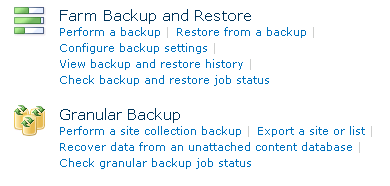 Farm Backup and Restore
Perform a backup | Restore from a backup |
Configure backup settings |
View backup and restore history |
Check backup and restore job status
Granular Backup
Perform a site collection backup | Export a site or list |
Recover data from an unattached content database |
Check granular backup job status